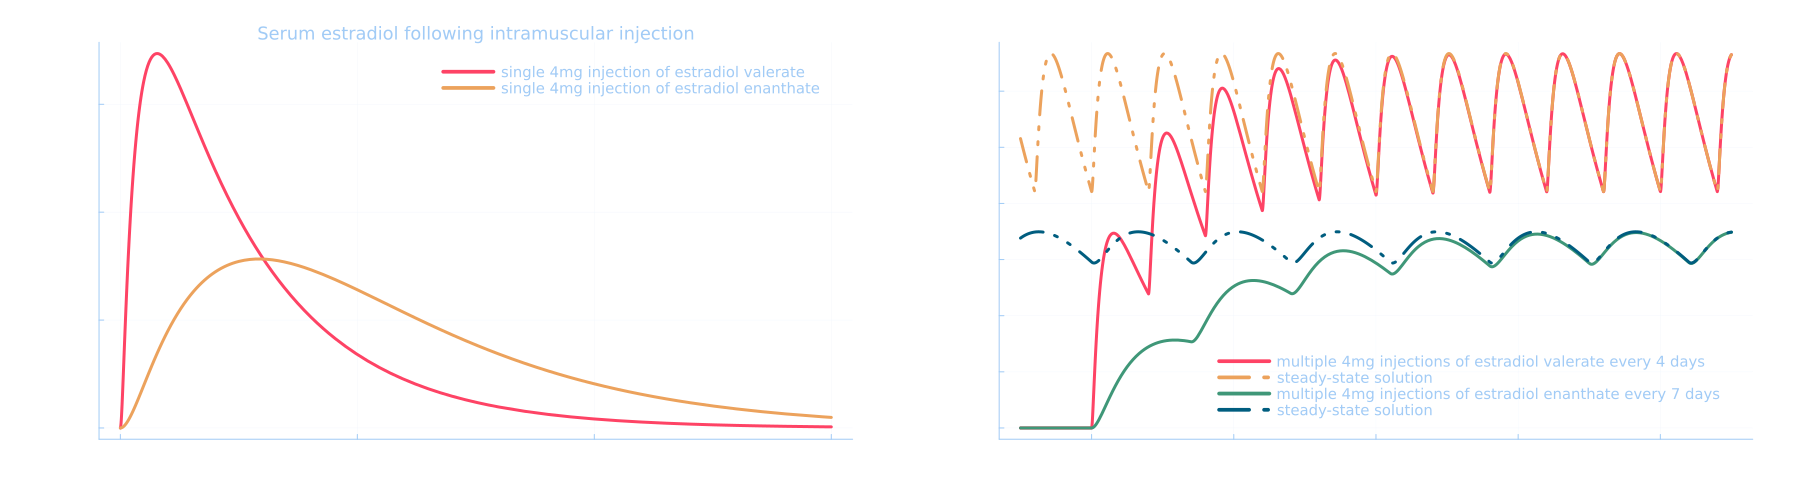 Serum estradiol following intramuscular injection
single 4mg injection of estradiol valerate
single 4mg injection of estradiol enanthate
multiple 4mg injections of estradiol valerate every 4 days
steady-state solution
multiple 4mg injections of estradiol enanthate every 7 days
steady-state solution